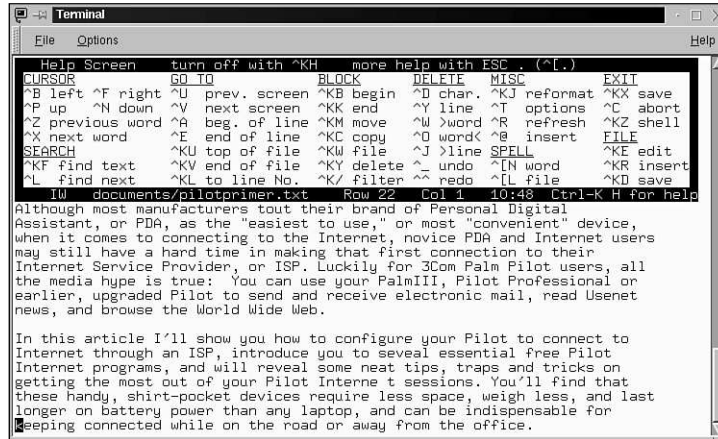 Terminal
File Options Help
Help Screen turn off with ^KH more help with ESC . (^[.)
CURSOR GO TO BLOCK DELETE MISC EXIT
^B left ^F right ^U prev. screen ^KB begin ^D char. ^KJ reformat ^KX save
^P up ^N down ^V next screen ^KK end ^Y line ^T options ^C abort
^Z previous word ^A beg. of line ^KM move ^W >word ^R refresh ^KZ shell
^X next word ^E end of line ^KC copy ^O word< ^@ insert FILE
SEARCH ^KU top of file ^KW file ^J >line SPELL ^KE edit
^KF find text ^KV end of file ^KY delete ^_ undo ^[N word ^KR insert
^L find next ^KL to line No. ^K/ filter ^^ redo ^[L file ^KD save
IW documents/pilotprimer.txt Row 22 Col 1 10:48 Ctrl-K H for help
Although most manufacturers tout their brand of Personal Digital
Assistant, or PDA, as the "easiest to use," or most "convenient" device,
when it comes to connecting to the Internet, novice PDA and Internet users
may still have a hard time in making that first connection to their
Internet Service Provider, or ISP. Luckily for 3Com Palm Pilot users, all
the media hype is true: You can use your PalmIII, Pilot Professional or
earlier, upgraded Pilot to send and receive electronic mail, read Usenet
news, and browse the World Wide Web.
In this article I'll show you how to configure your Pilot to connect to
Internet through an ISP, introduce you to seveal essential free Pilot
Internet programs, and will reveal some neat tips, traps and tricks on
getting the most out of your Pilot Interne t sessions. You'll find that
these handy, shirt-pocket devices require less space, weigh less, and last
longer on battery power than any laptop, and can be indispensable for
keeping connected while on the road or away from the office.